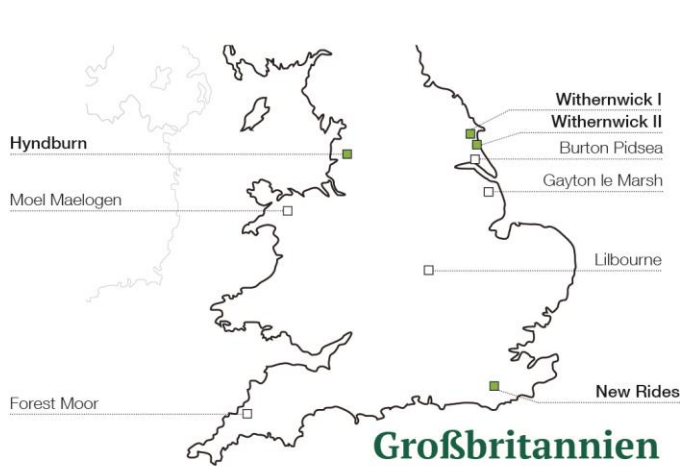 Withernwick I
Withernwick II
Hyndburn
Burton Pidsea
Gayton le Marsh
Moel Maelogen
Lilbourne
New Rides
Forest Moor
Großbritannien